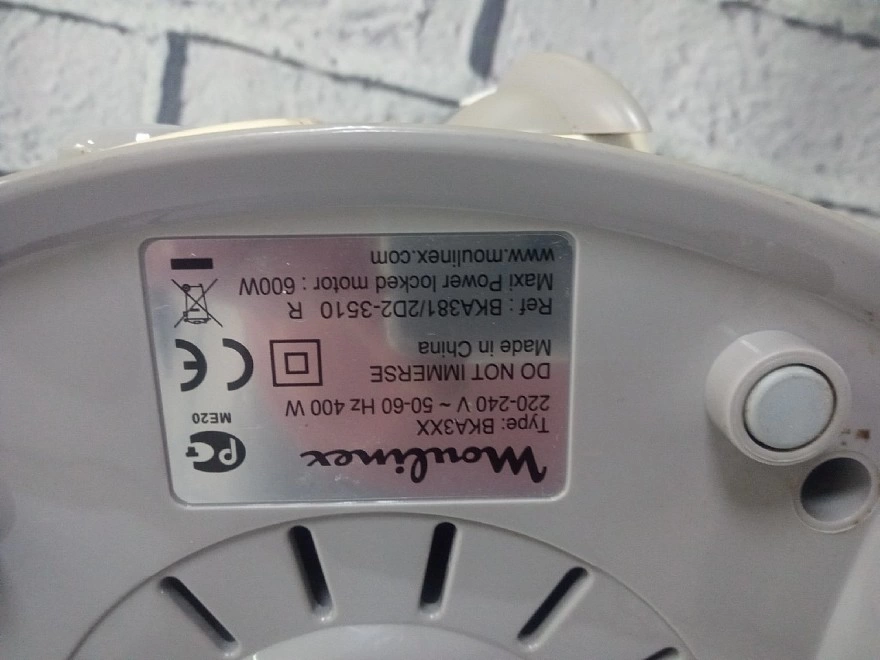 Moulinex
Type: BKA3XX
220-240 V ~ 50-60 Hz 400 W
ME20
DO NOT IMMERSE
Made in China
Ref : BKA381/2D2-3510 R
Maxi Power locked motor : 600W
www.moulinex.com